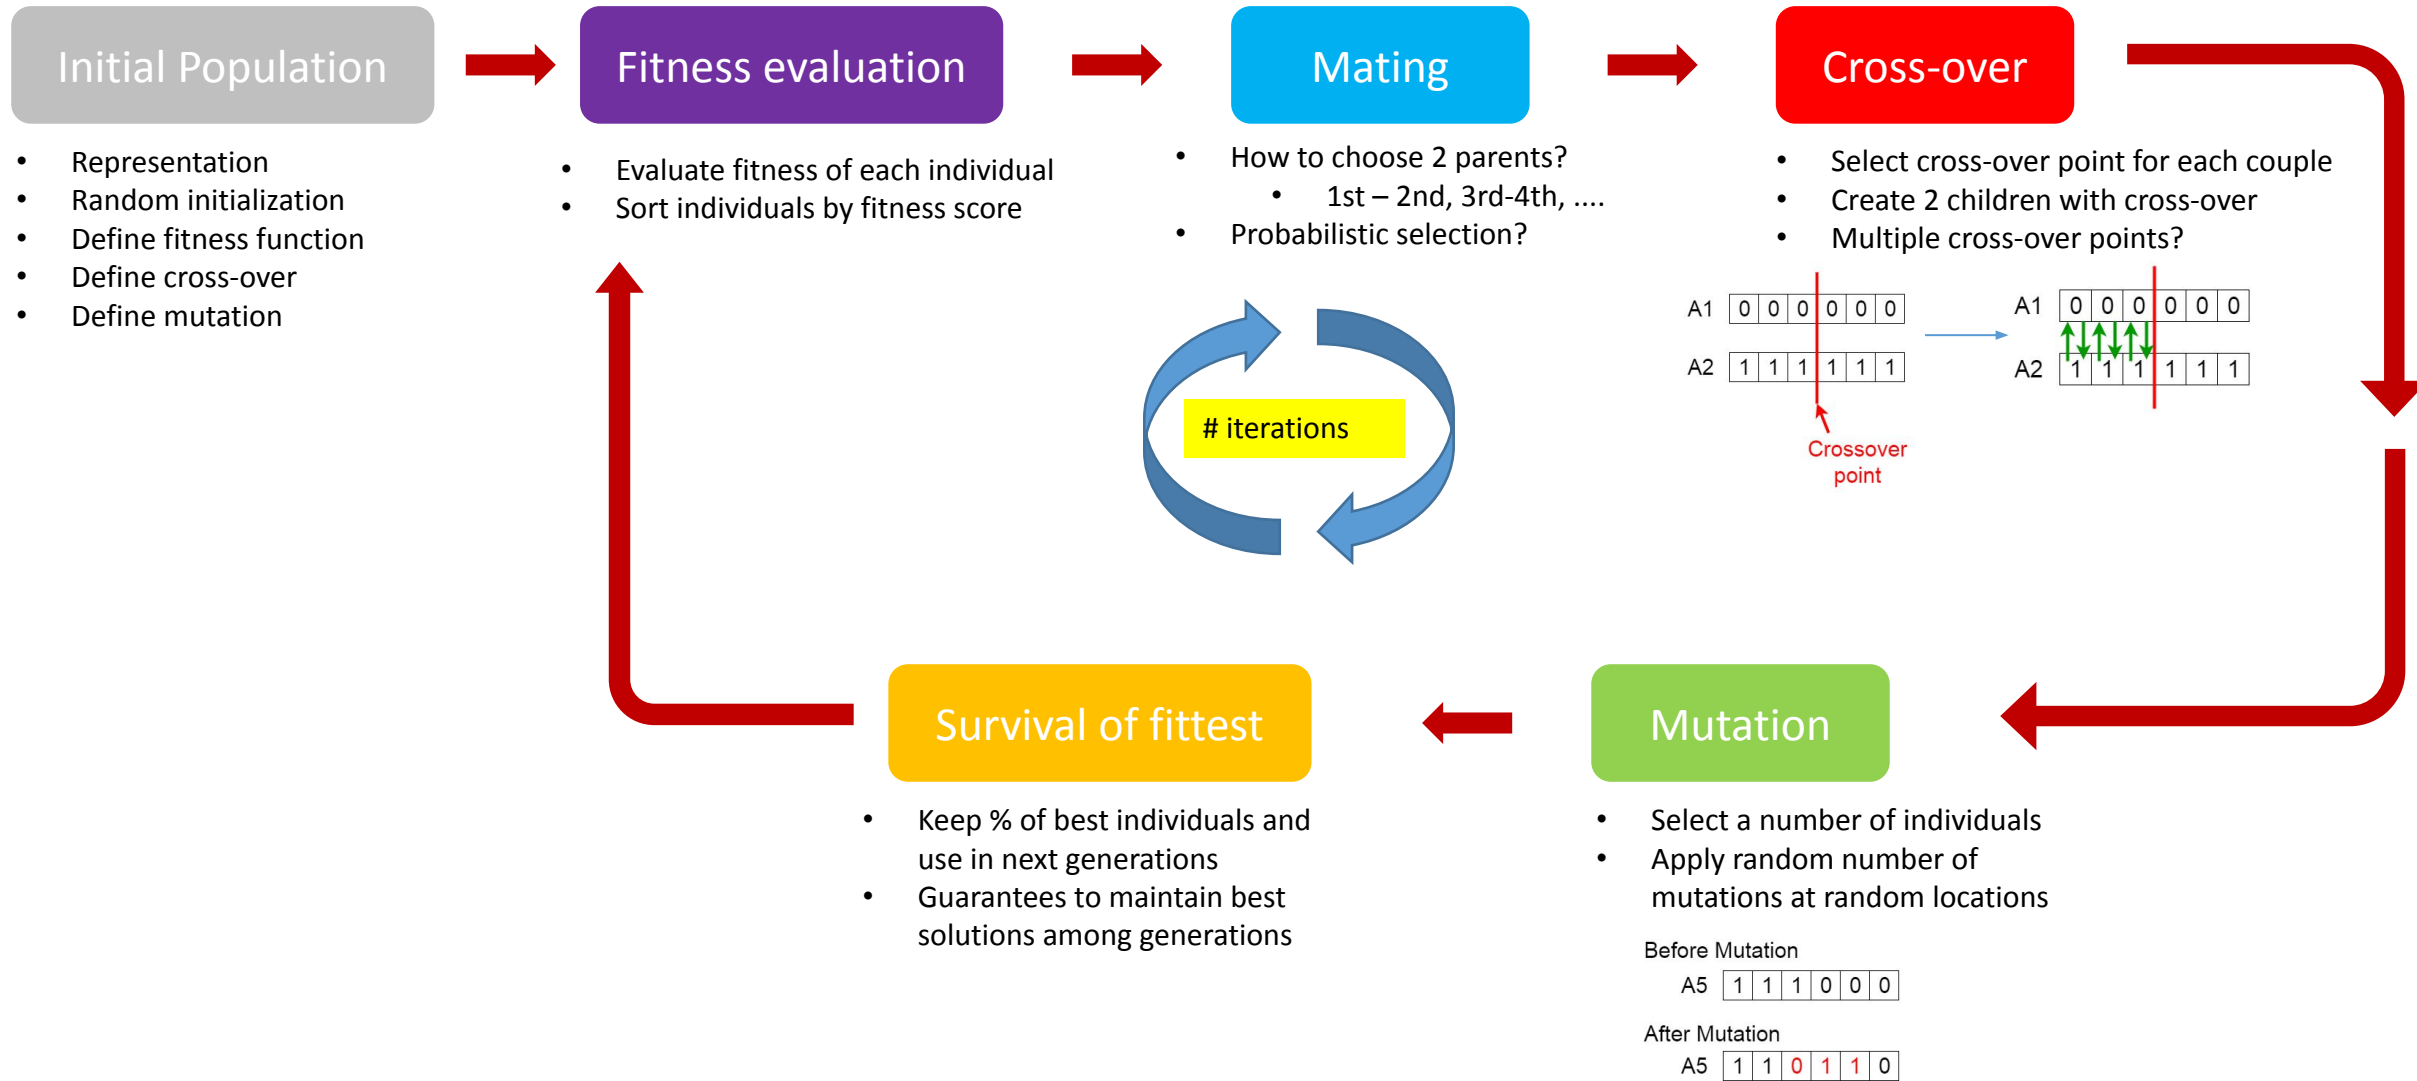 Initial Population
• Representation
• Random initialization
• Define fitness function
• Define cross-over
• Define mutation
Fitness evaluation
• Evaluate fitness of each individual
• Sort individuals by fitness score
Mating
• How to choose 2 parents?
• 1st – 2nd, 3rd-4th, ....
• Probabilistic selection?
Cross-over
• Select cross-over point for each couple
• Create 2 children with cross-over
• Multiple cross-over points?
A1 0 0 0 0 0 0
A2 1 1 1 1 1 1
Crossover
point
A1 0 0 0 0 0 0
A2 1 1 1 1 1 1
# iterations
Survival of fittest
• Keep % of best individuals and
use in next generations
• Guarantees to maintain best
solutions among generations
Mutation
• Select a number of individuals
• Apply random number of
mutations at random locations
Before Mutation
A5 1 1 1 0 0 0
After Mutation
A5 1 1 0 1 1 0